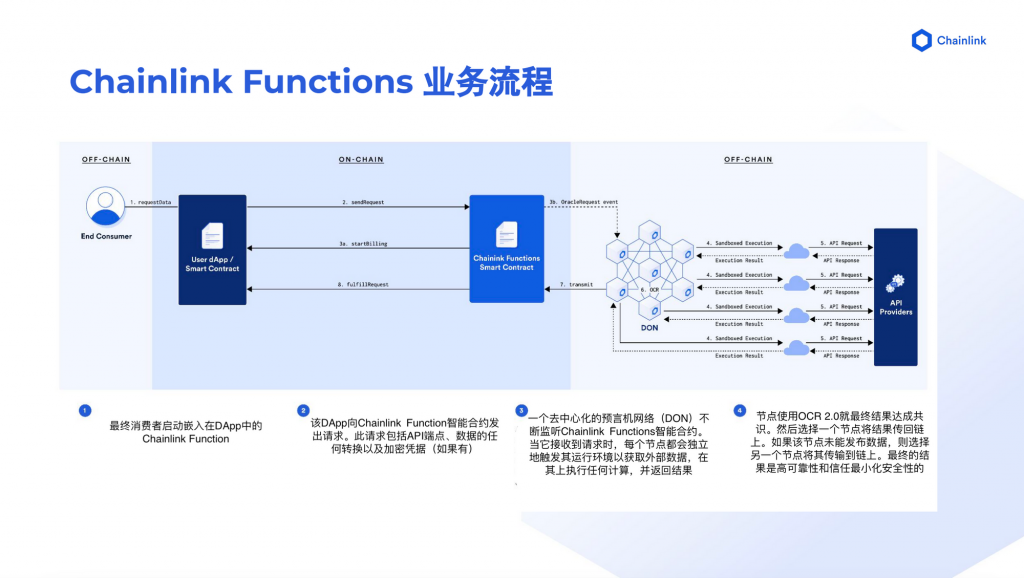 Chainlink
Chainlink Functions 业务流程
OFF-CHAIN
ON-CHAIN
OFF-CHAIN
End Consumer
1. requestData
User dApp /
Smart Contract
2. sendRequest
3a. startBilling
8. fulfillRequest
Chainink Functions
Smart Contract
3b. OracleRequest event
7. transmit
6. OCR
DON
4. Sandboxed Execution
Execution Result
5. API Request
API Response
4. Sandboxed Execution
Execution Result
5. API Request
API Response
4. Sandboxed Execution
Execution Result
5. API Request
API Response
4. Sandboxed Execution
Execution Result
5. API Request
API Response
API
Providers
1
最终消费者启动嵌入在DApp中的
Chainlink Function
2
该DApp向Chainlink Function智能合约发
出请求。此请求包括API端点、数据的任
何转换以及加密凭据（如果有）
3
一个去中心化的预言机网络（DON）不
断监听Chainlink Functions智能合约。
当它接收到请求时，每个节点都会独立
地触发其运行环境以获取外部数据，在
其上执行任何计算，并返回结果
4
节点使用OCR 2.0就最终结果达成共
识。然后选择一个节点将结果传回链
上。如果该节点未能发布数据，则选择
另一个节点将其传输到链上。最终的结
果是高可靠性和信任最小化安全性的